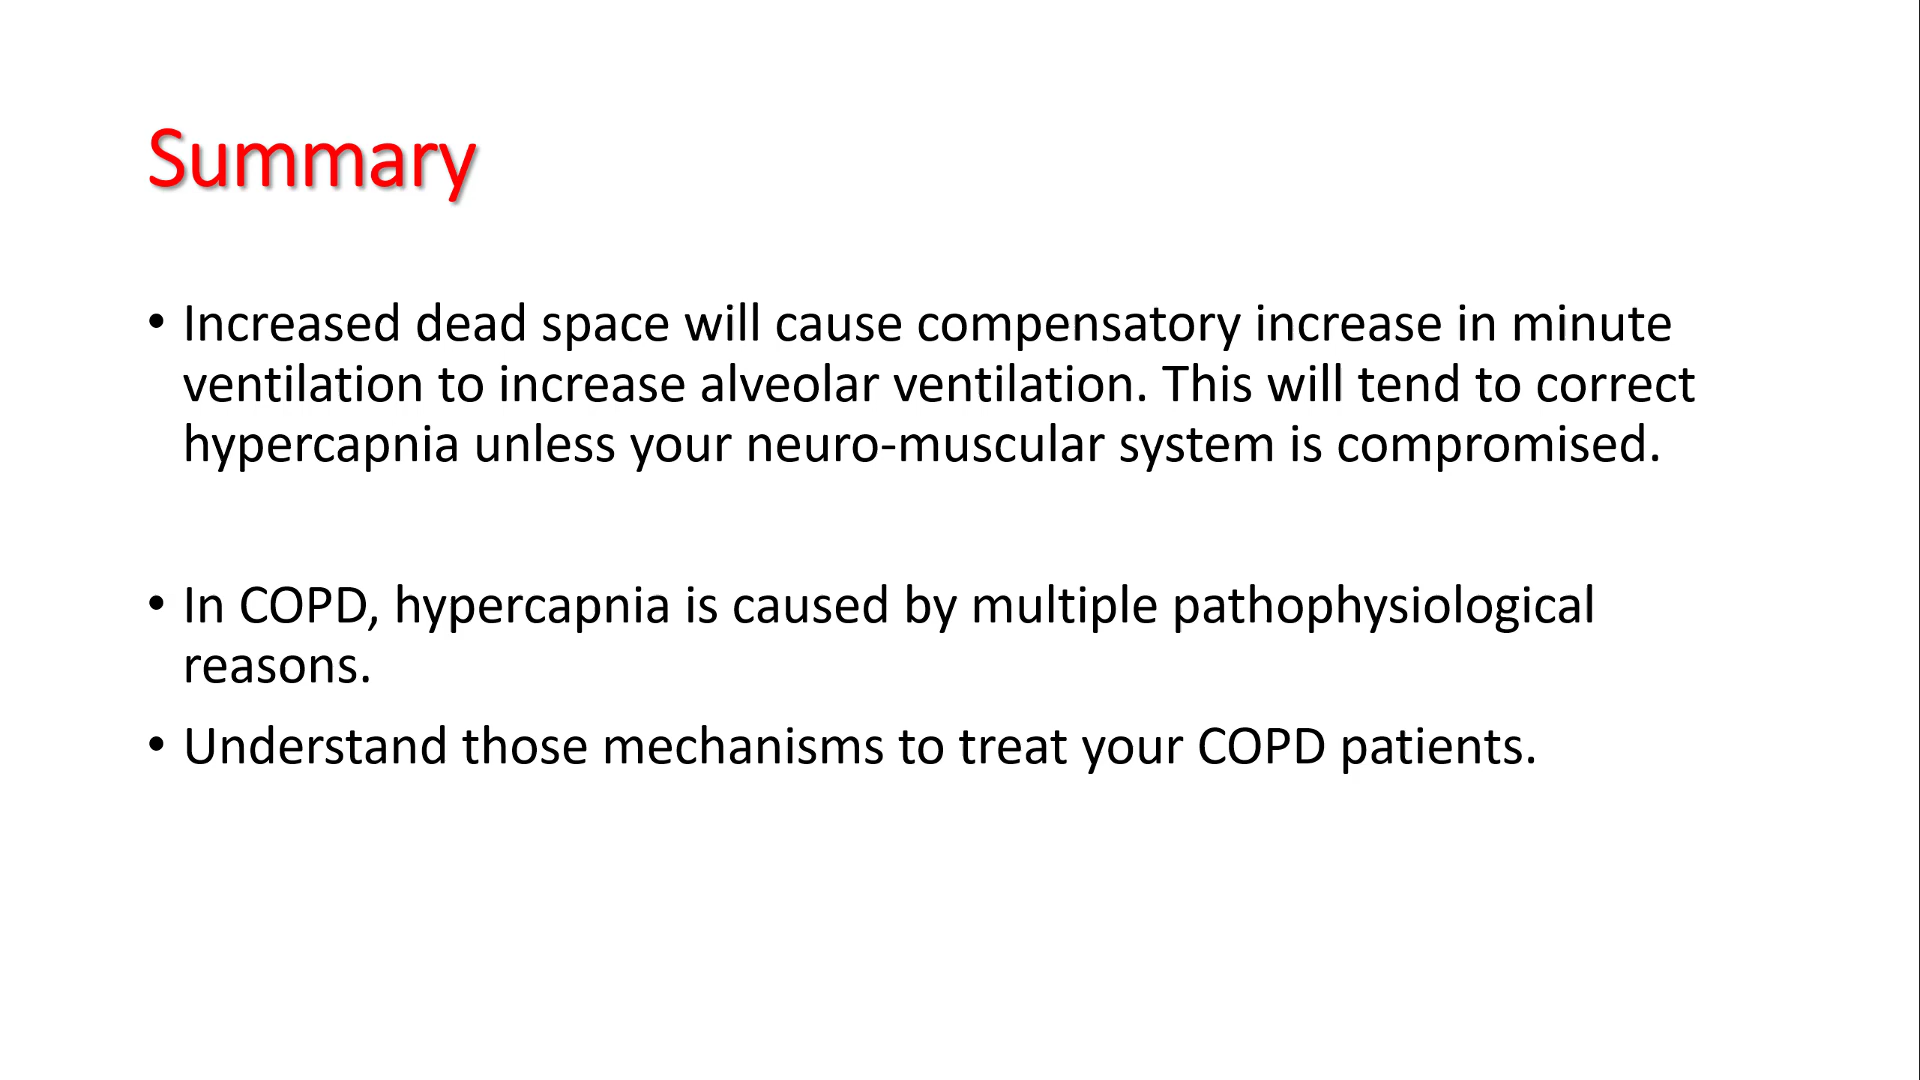 Summary
• Increased dead space will cause compensatory increase in minute
ventilation to increase alveolar ventilation. This will tend to correct
hypercapnia unless your neuro-muscular system is compromised.
• In COPD, hypercapnia is caused by multiple pathophysiological
reasons.
• Understand those mechanisms to treat your COPD patients.